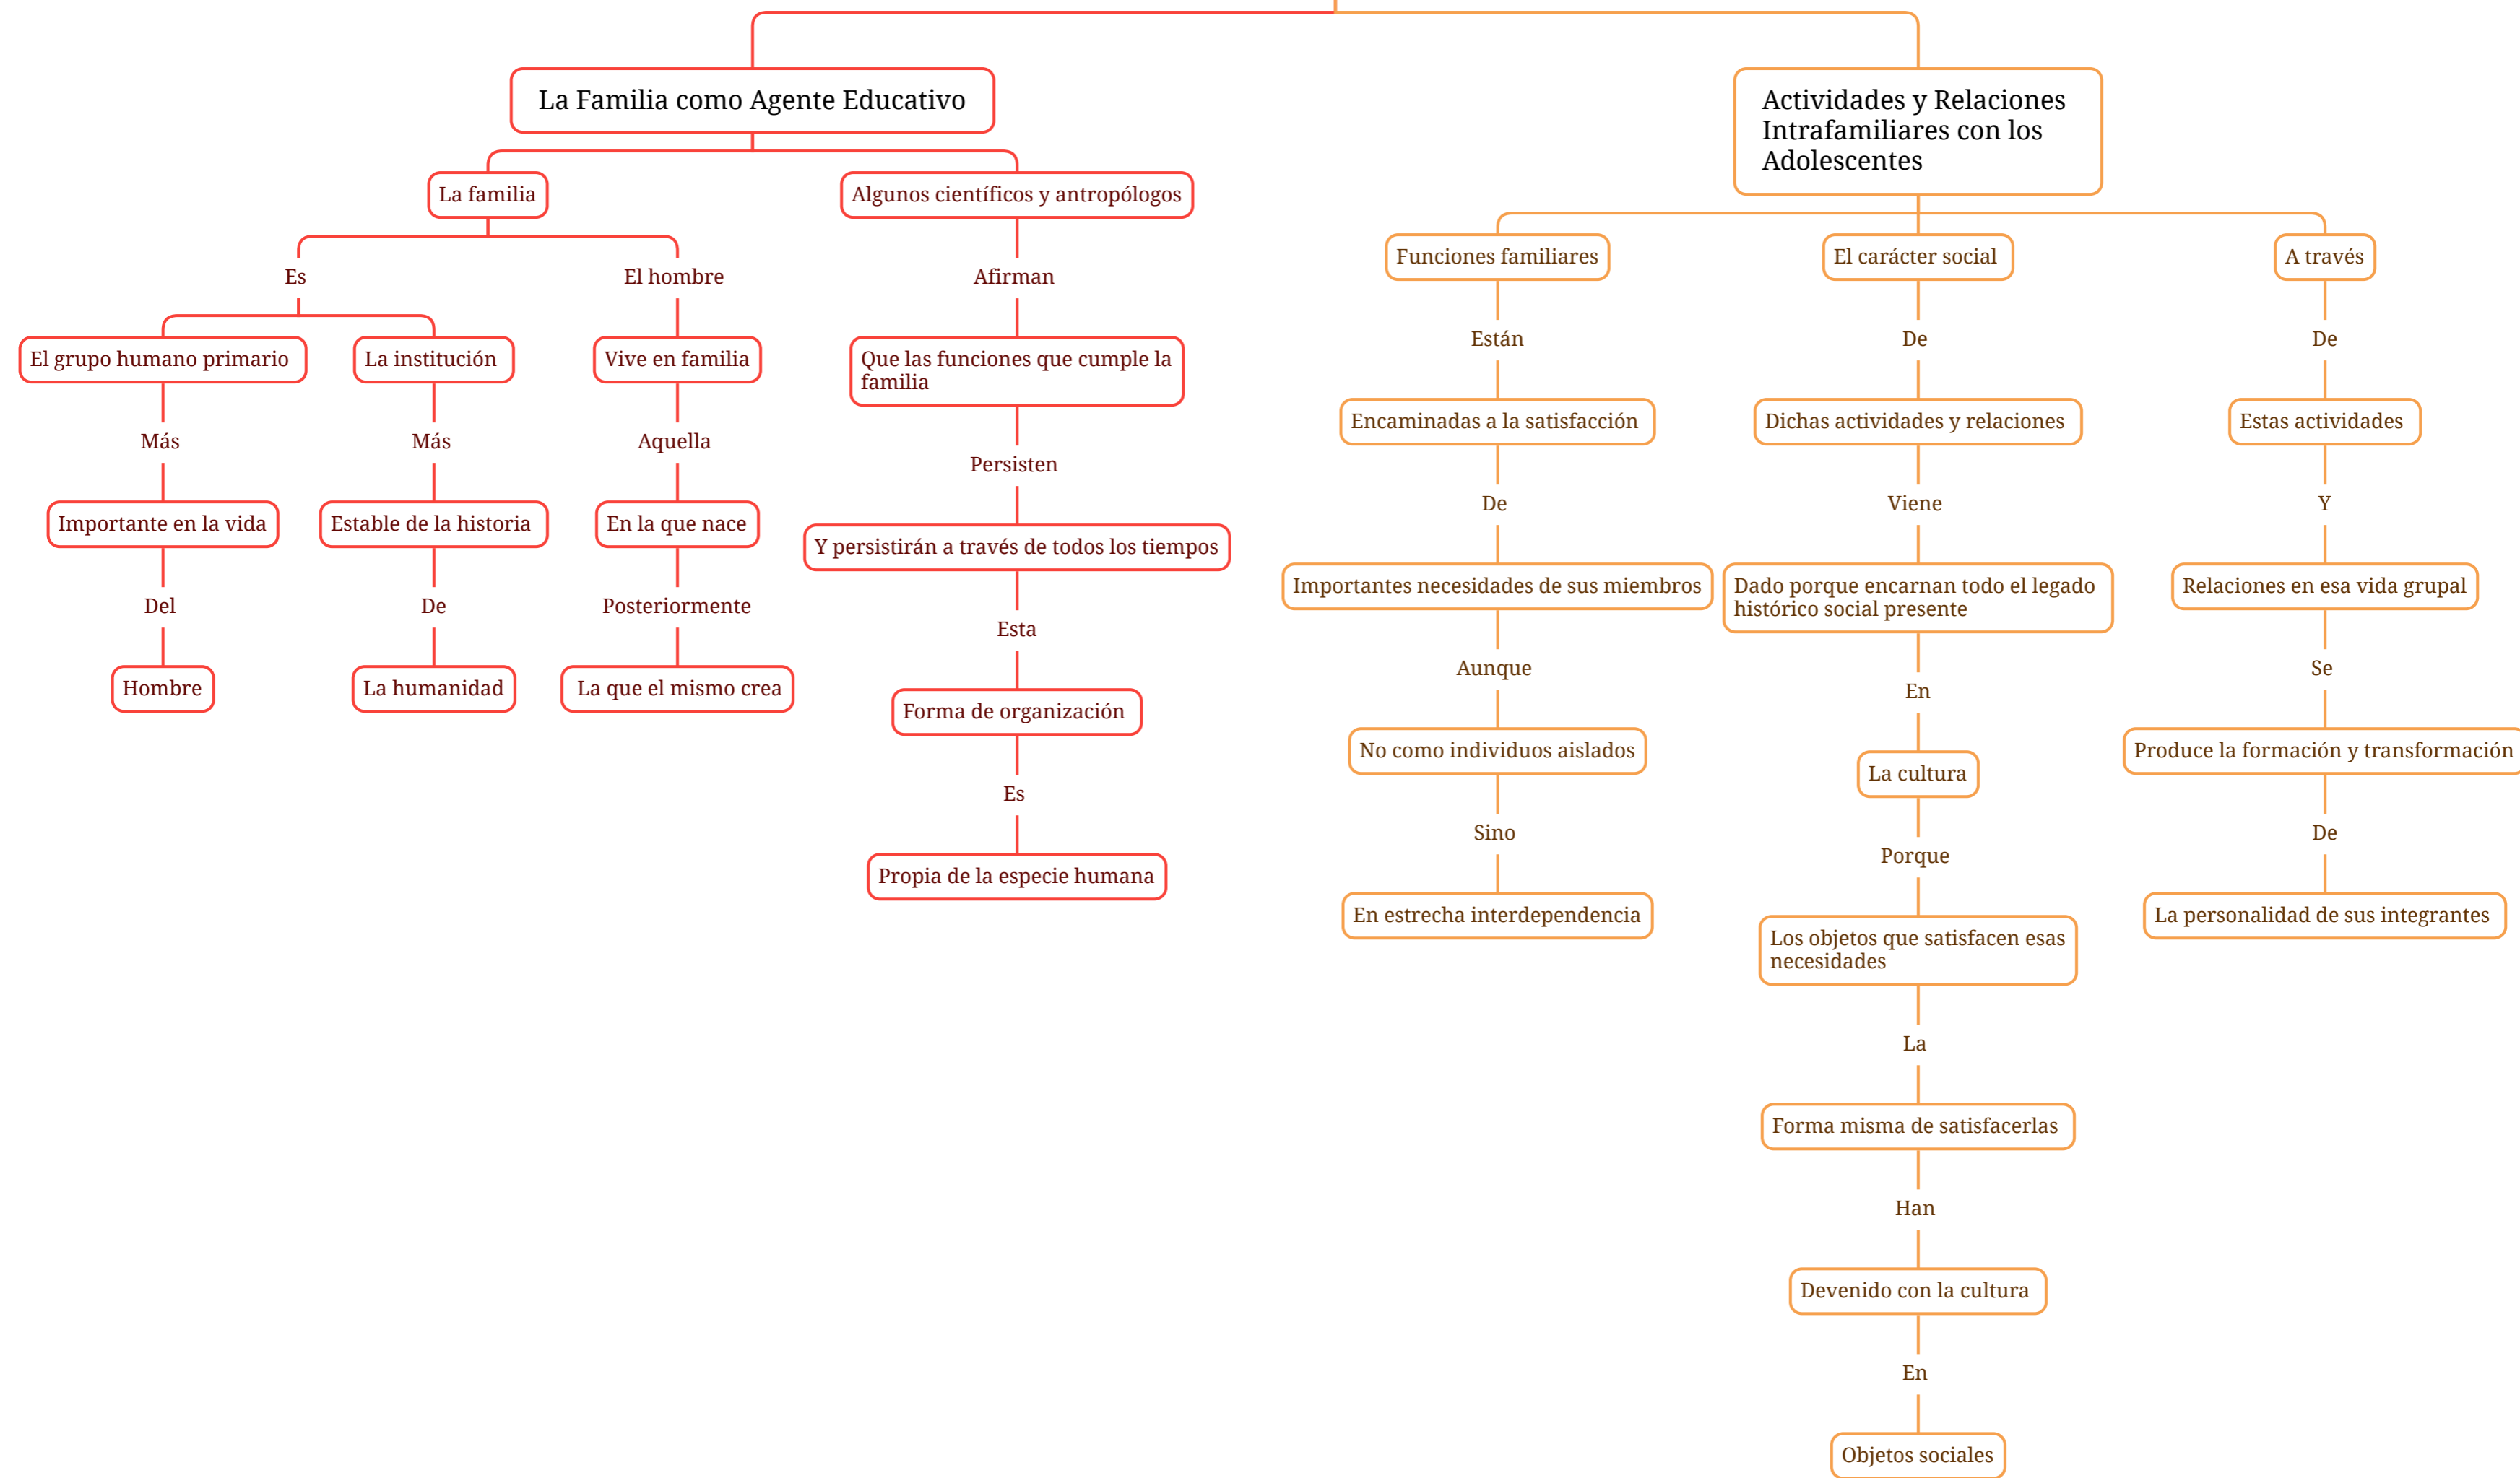 La Familia como Agente Educativo
La familia
Es
El grupo humano primario
Más
Importante en la vida
Del
Hombre
La institución
Más
Estable de la historia
De
La humanidad
El hombre
Vive en familia
Aquella
En la que nace
Posteriormente
La que el mismo crea
Algunos científicos y antropólogos
Afirman
Que las funciones que cumple la
familia
Persisten
Y persistirán a través de todos los tiempos
Esta
Forma de organización
Es
Propia de la especie humana
Actividades y Relaciones
Intrafamiliares con los
Adolescentes
Funciones familiares
Están
Encaminadas a la satisfacción
De
Importantes necesidades de sus miembros
Aunque
No como individuos aislados
Sino
En estrecha interdependencia
El carácter social
De
Dichas actividades y relaciones
Viene
Dado porque encarnan todo el legado
histórico social presente
En
La cultura
Porque
Los objetos que satisfacen esas
necesidades
La
Forma misma de satisfacerlas
Han
Devenido con la cultura
En
Objetos sociales
A través
De
Estas actividades
Y
Relaciones en esa vida grupal
Se
Produce la formación y transformación
De
La personalidad de sus integrantes